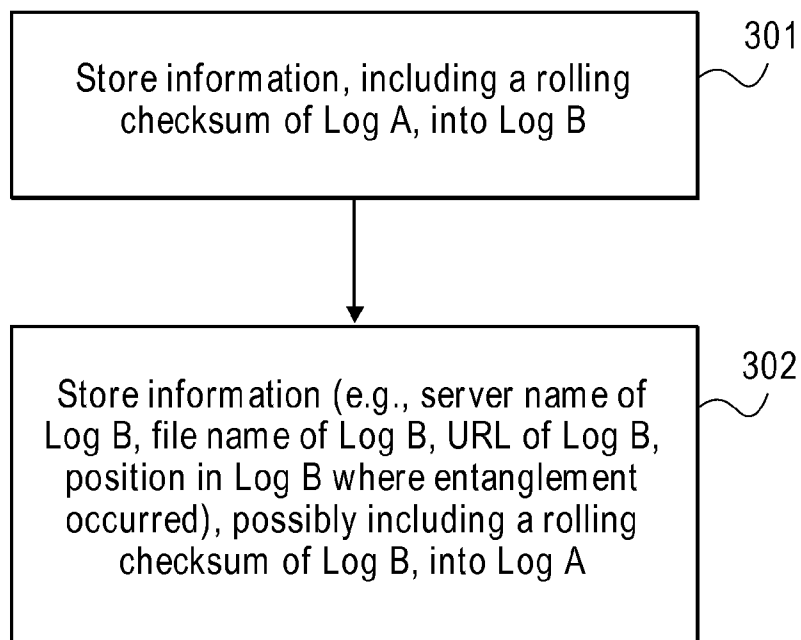 301
Store information, including a rolling
checksum of Log A, into Log B
302
Store information (e.g., server name of
Log B, file name of Log B, URL of Log B,
position in Log B where entanglement
occurred), possibly including a rolling
checksum of Log B, into Log A